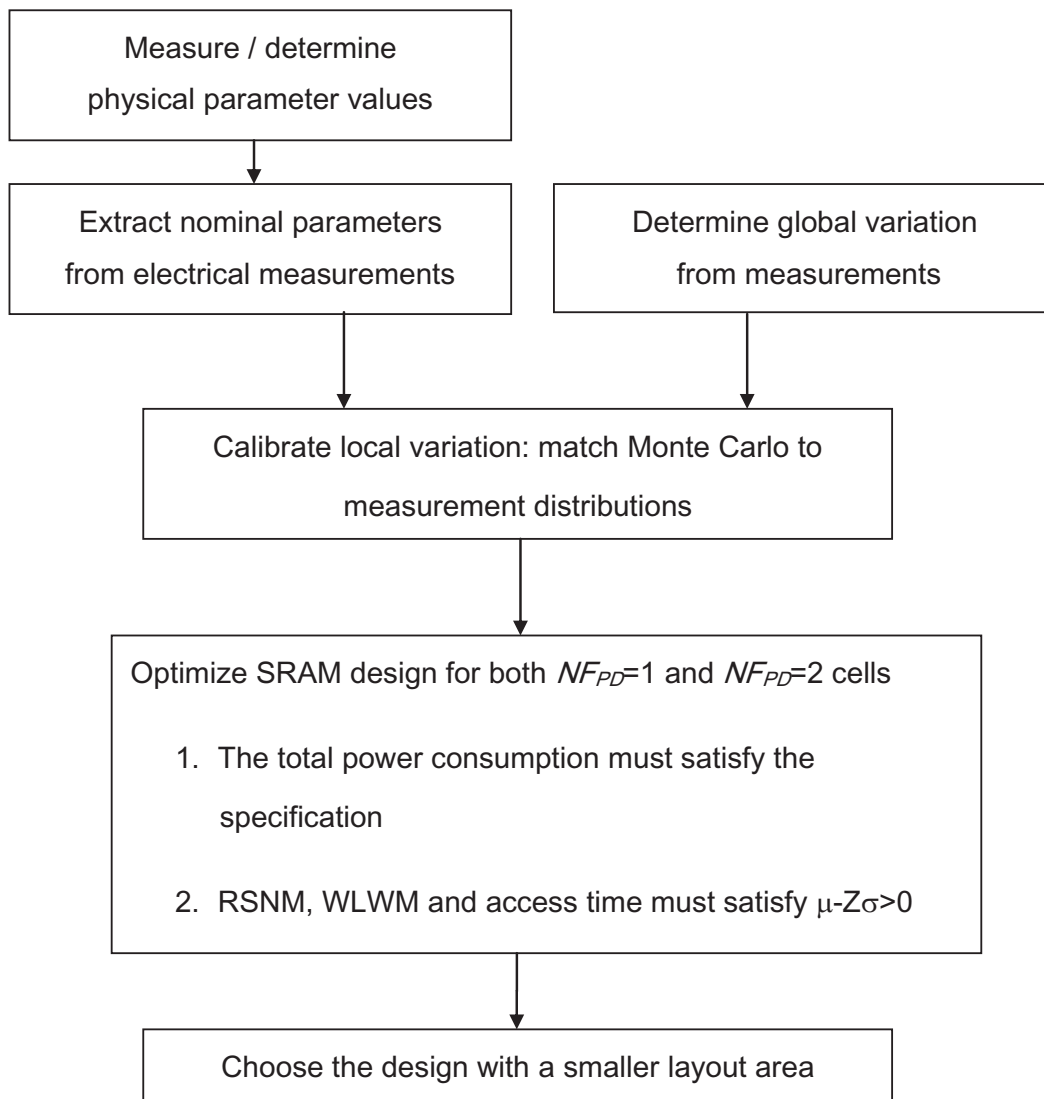 Measure / determine
physical parameter values
Extract nominal parameters
from electrical measurements
Determine global variation
from measurements
Calibrate local variation: match Monte Carlo to
measurement distributions
Optimize SRAM design for both NF_PD=1 and NF_PD=2 cells
1. The total power consumption must satisfy the
specification
2. RSNM, WLWM and access time must satisfy μ-Zσ>0
Choose the design with a smaller layout area